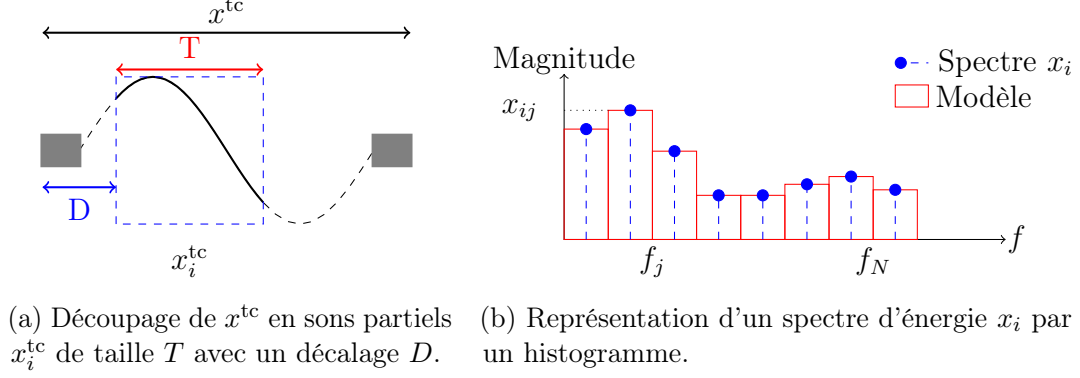 x^tc
T
D
x_i^tc
Magnitude
x_ij
Spectre x_i
Modèle
f_j
f_N
f
(a) Découpage de x^tc en sons partiels
x_i^tc de taille T avec un décalage D.
(b) Représentation d'un spectre d'énergie x_i par
un histogramme.